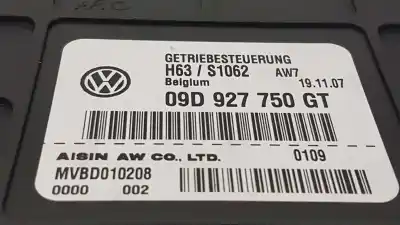 GETRIEBESTEUERUNG
H63 / S1062 AW7
Belgium 19.11.07
09D 927 750 GT
AISIN AW CO., LTD. 0109
MVBD010208
0000 002